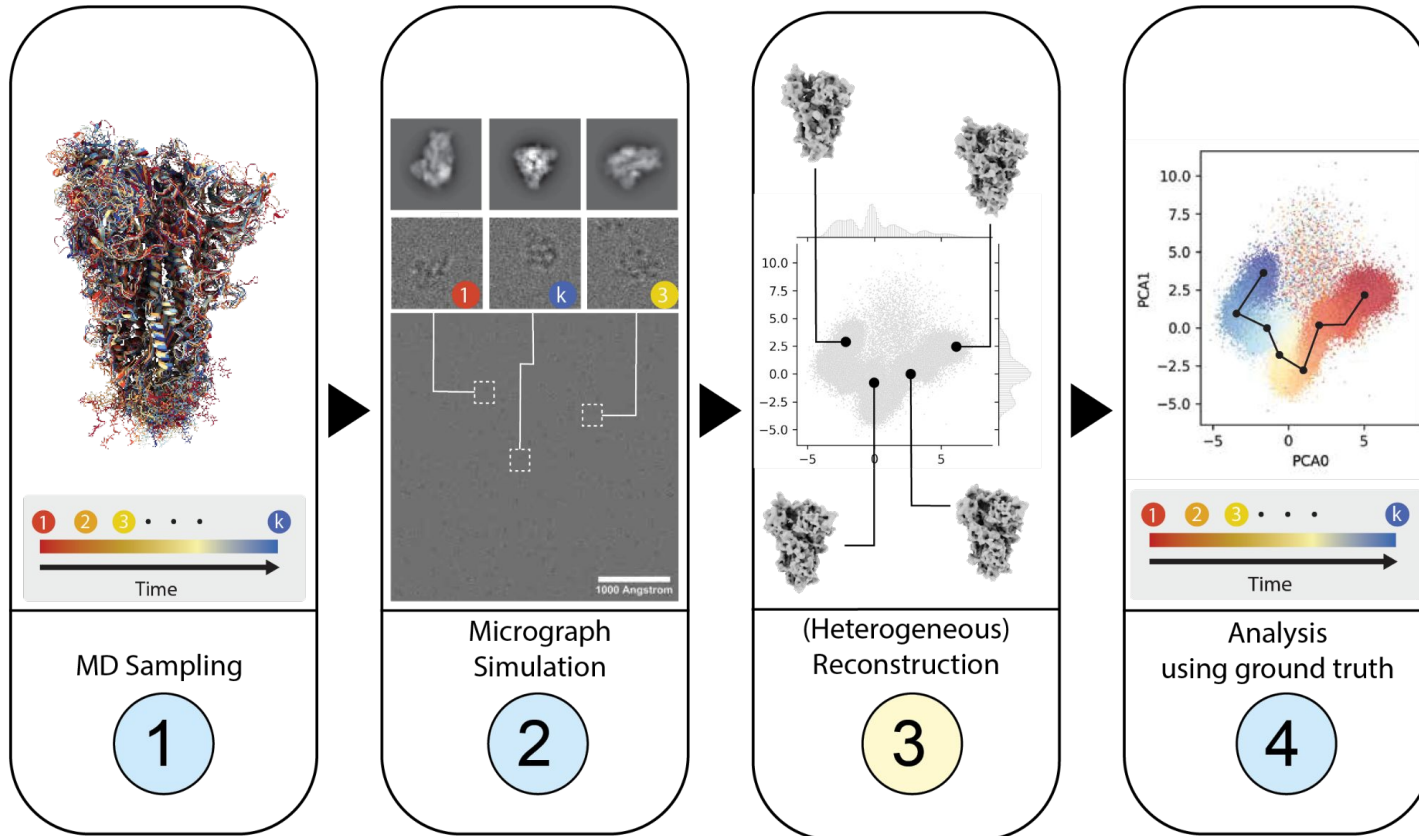 1 2 3 . . . k
Time
MD Sampling
1
1 k 3
1000 Angstrom
Micrograph
Simulation
2
10.0
7.5
5.0
2.5
0.0
−2.5
−5.0
−5 0 5
(Heterogeneous)
Reconstruction
3
10.0
7.5
5.0
2.5
0.0
−2.5
−5.0
PCA1
−5 0 5
PCA0
1 2 3 . . . k
Time
Analysis
using ground truth
4